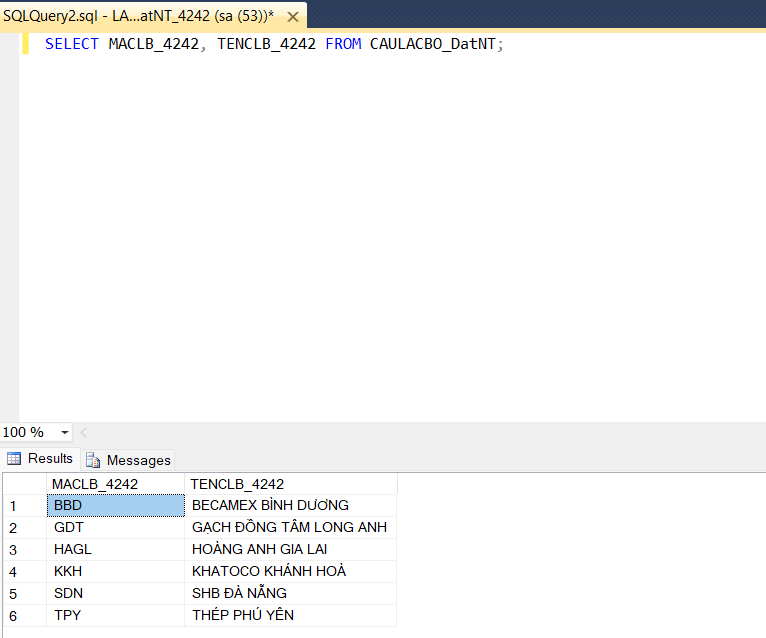 SQLQuery2.sql - LA...atNT_4242 (sa (53))*
SELECT MACLB_4242, TENCLB_4242 FROM CAULACBO_DatNT;
100 %
Results Messages
MACLB_4242 TENCLB_4242
1 BBD BECAMEX BÌNH DƯƠNG
2 GDT GẠCH ĐỒNG TÂM LONG ANH
3 HAGL HOÀNG ANH GIA LAI
4 KKH KHATOCO KHÁNH HOÀ
5 SDN SHB ĐÀ NẴNG
6 TPY THÉP PHÚ YÊN